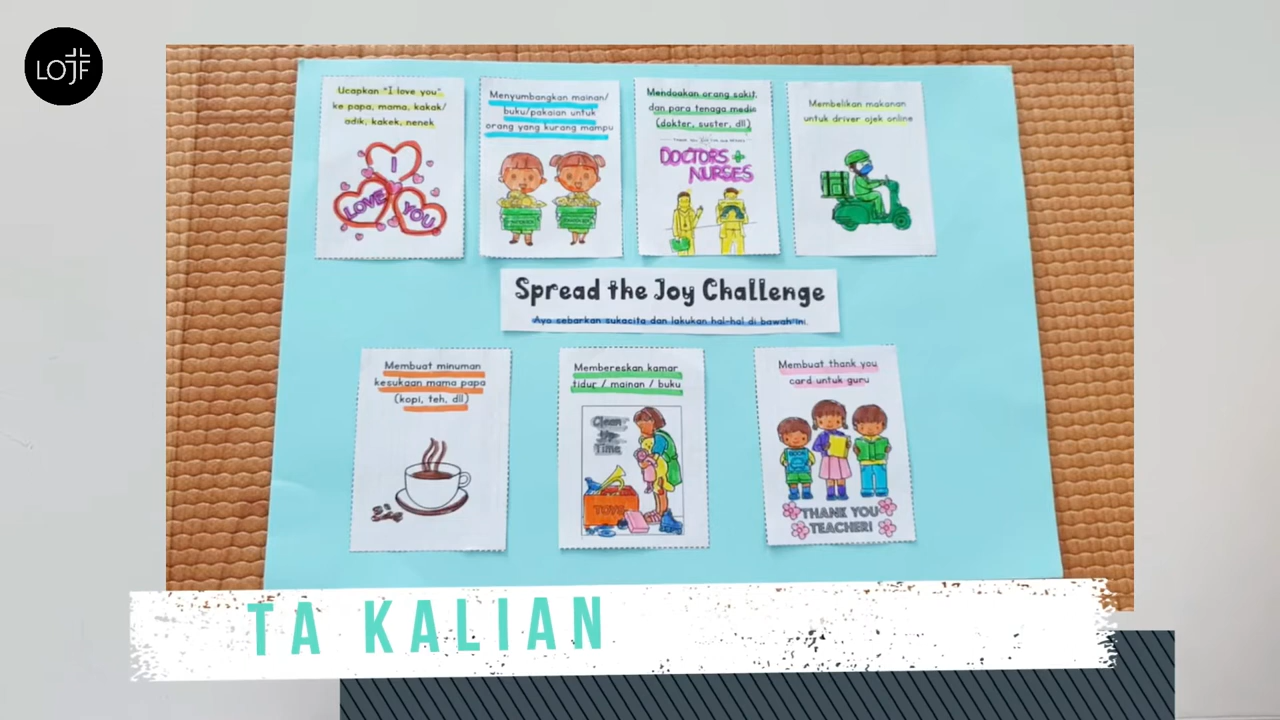 LOJF
Ucapkan "I love you"
ke papa, mama, kakak/
adik, kakek, nenek
I
LOVE
YOU
Menyumbangkan mainan/
buku/pakaian untuk
orang yang kurang mampu
Mendoakan orang sakit,
dan para tenaga medis
(dokter, suster, dll)
DOCTORS +
NURSES
Membelikan makanan
untuk driver ojek online
Spread the Joy Challenge
Ayo sebarkan sukacita dan lakukan hal-hal di bawah ini.
Membuat minuman
kesukaan mama papa
(kopi, teh, dll)
Membereskan kamar
tidur / mainan / buku
Clean
Up
Time
TOYS
Membuat thank you
card untuk guru
BOOK
THANK YOU
TEACHER!
TA KALIAN